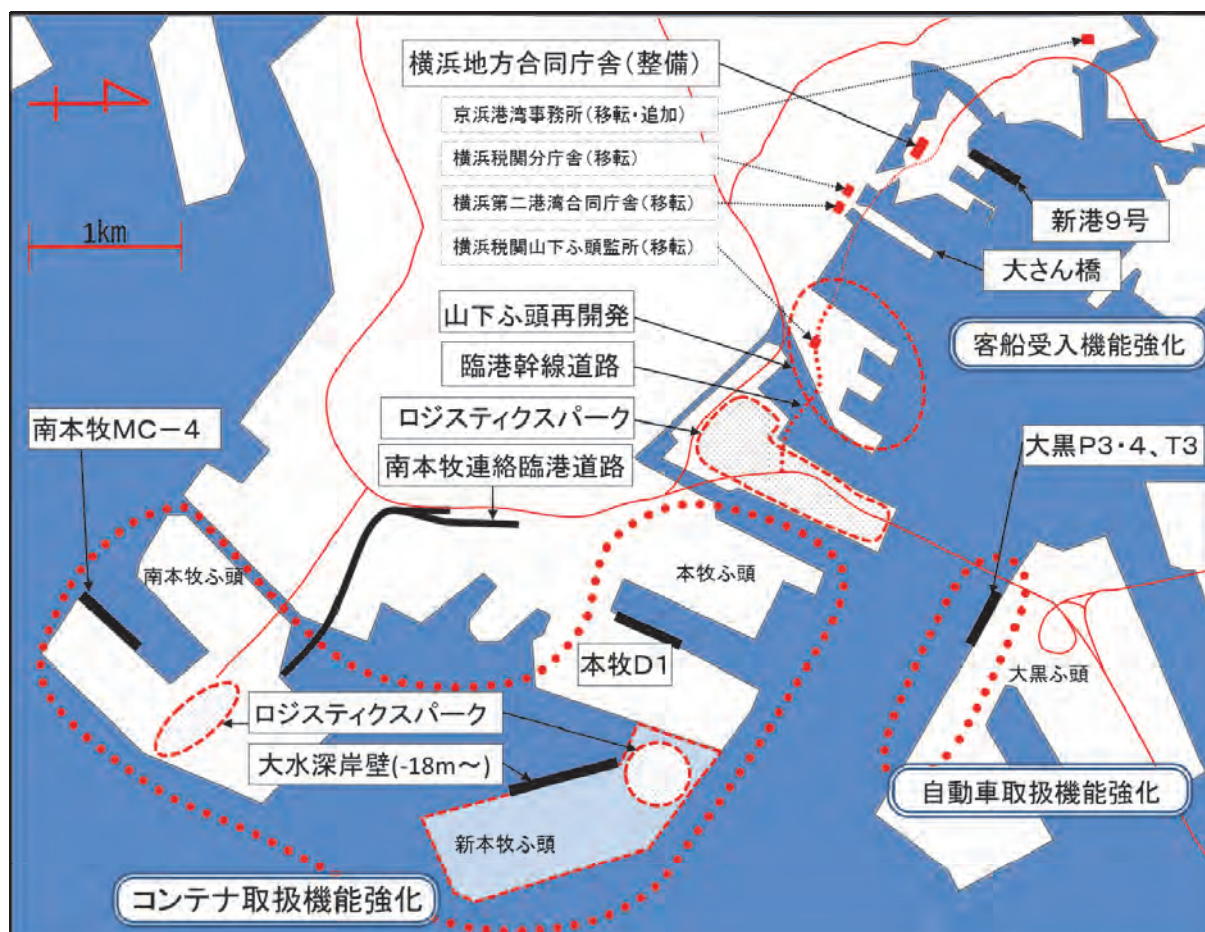 横浜地方合同庁舎(整備)
京浜港湾事務所(移転・追加)
横浜税関分庁舎(移転)
横浜第二港湾合同庁舎(移転)
横浜税関山下ふ頭監所(移転)
1km
新港9号
大さん橋
客船受入機能強化
山下ふ頭再開発
臨港幹線道路
ロジスティクスパーク
南本牧連絡臨港道路
南本牧MC-4
大黒P3・4、T3
南本牧ふ頭
本牧ふ頭
本牧D1
大黒ふ頭
ロジスティクスパーク
大水深岸壁(-18m~)
自動車取扱機能強化
新本牧ふ頭
コンテナ取扱機能強化